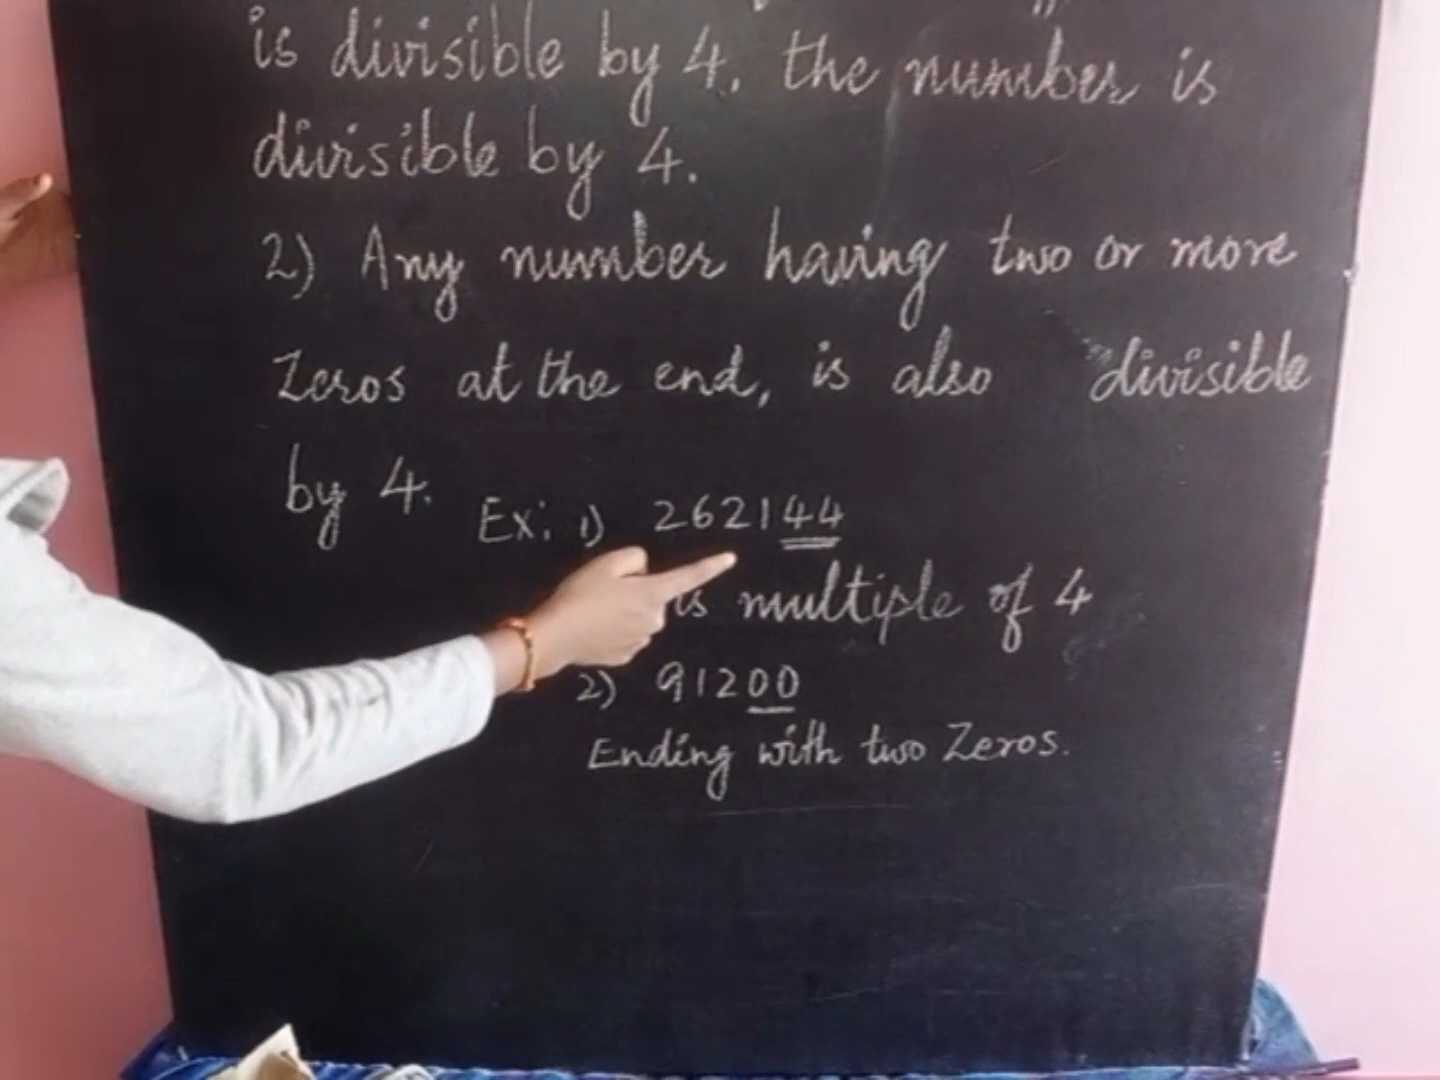 is divisible by 4. the number is
divisible by 4.
2) Any number having two or more
Zeros at the end, is also divisible
by 4.
Ex: 1) 262144
is multiple of 4
2) 91200
Ending with two Zeros.